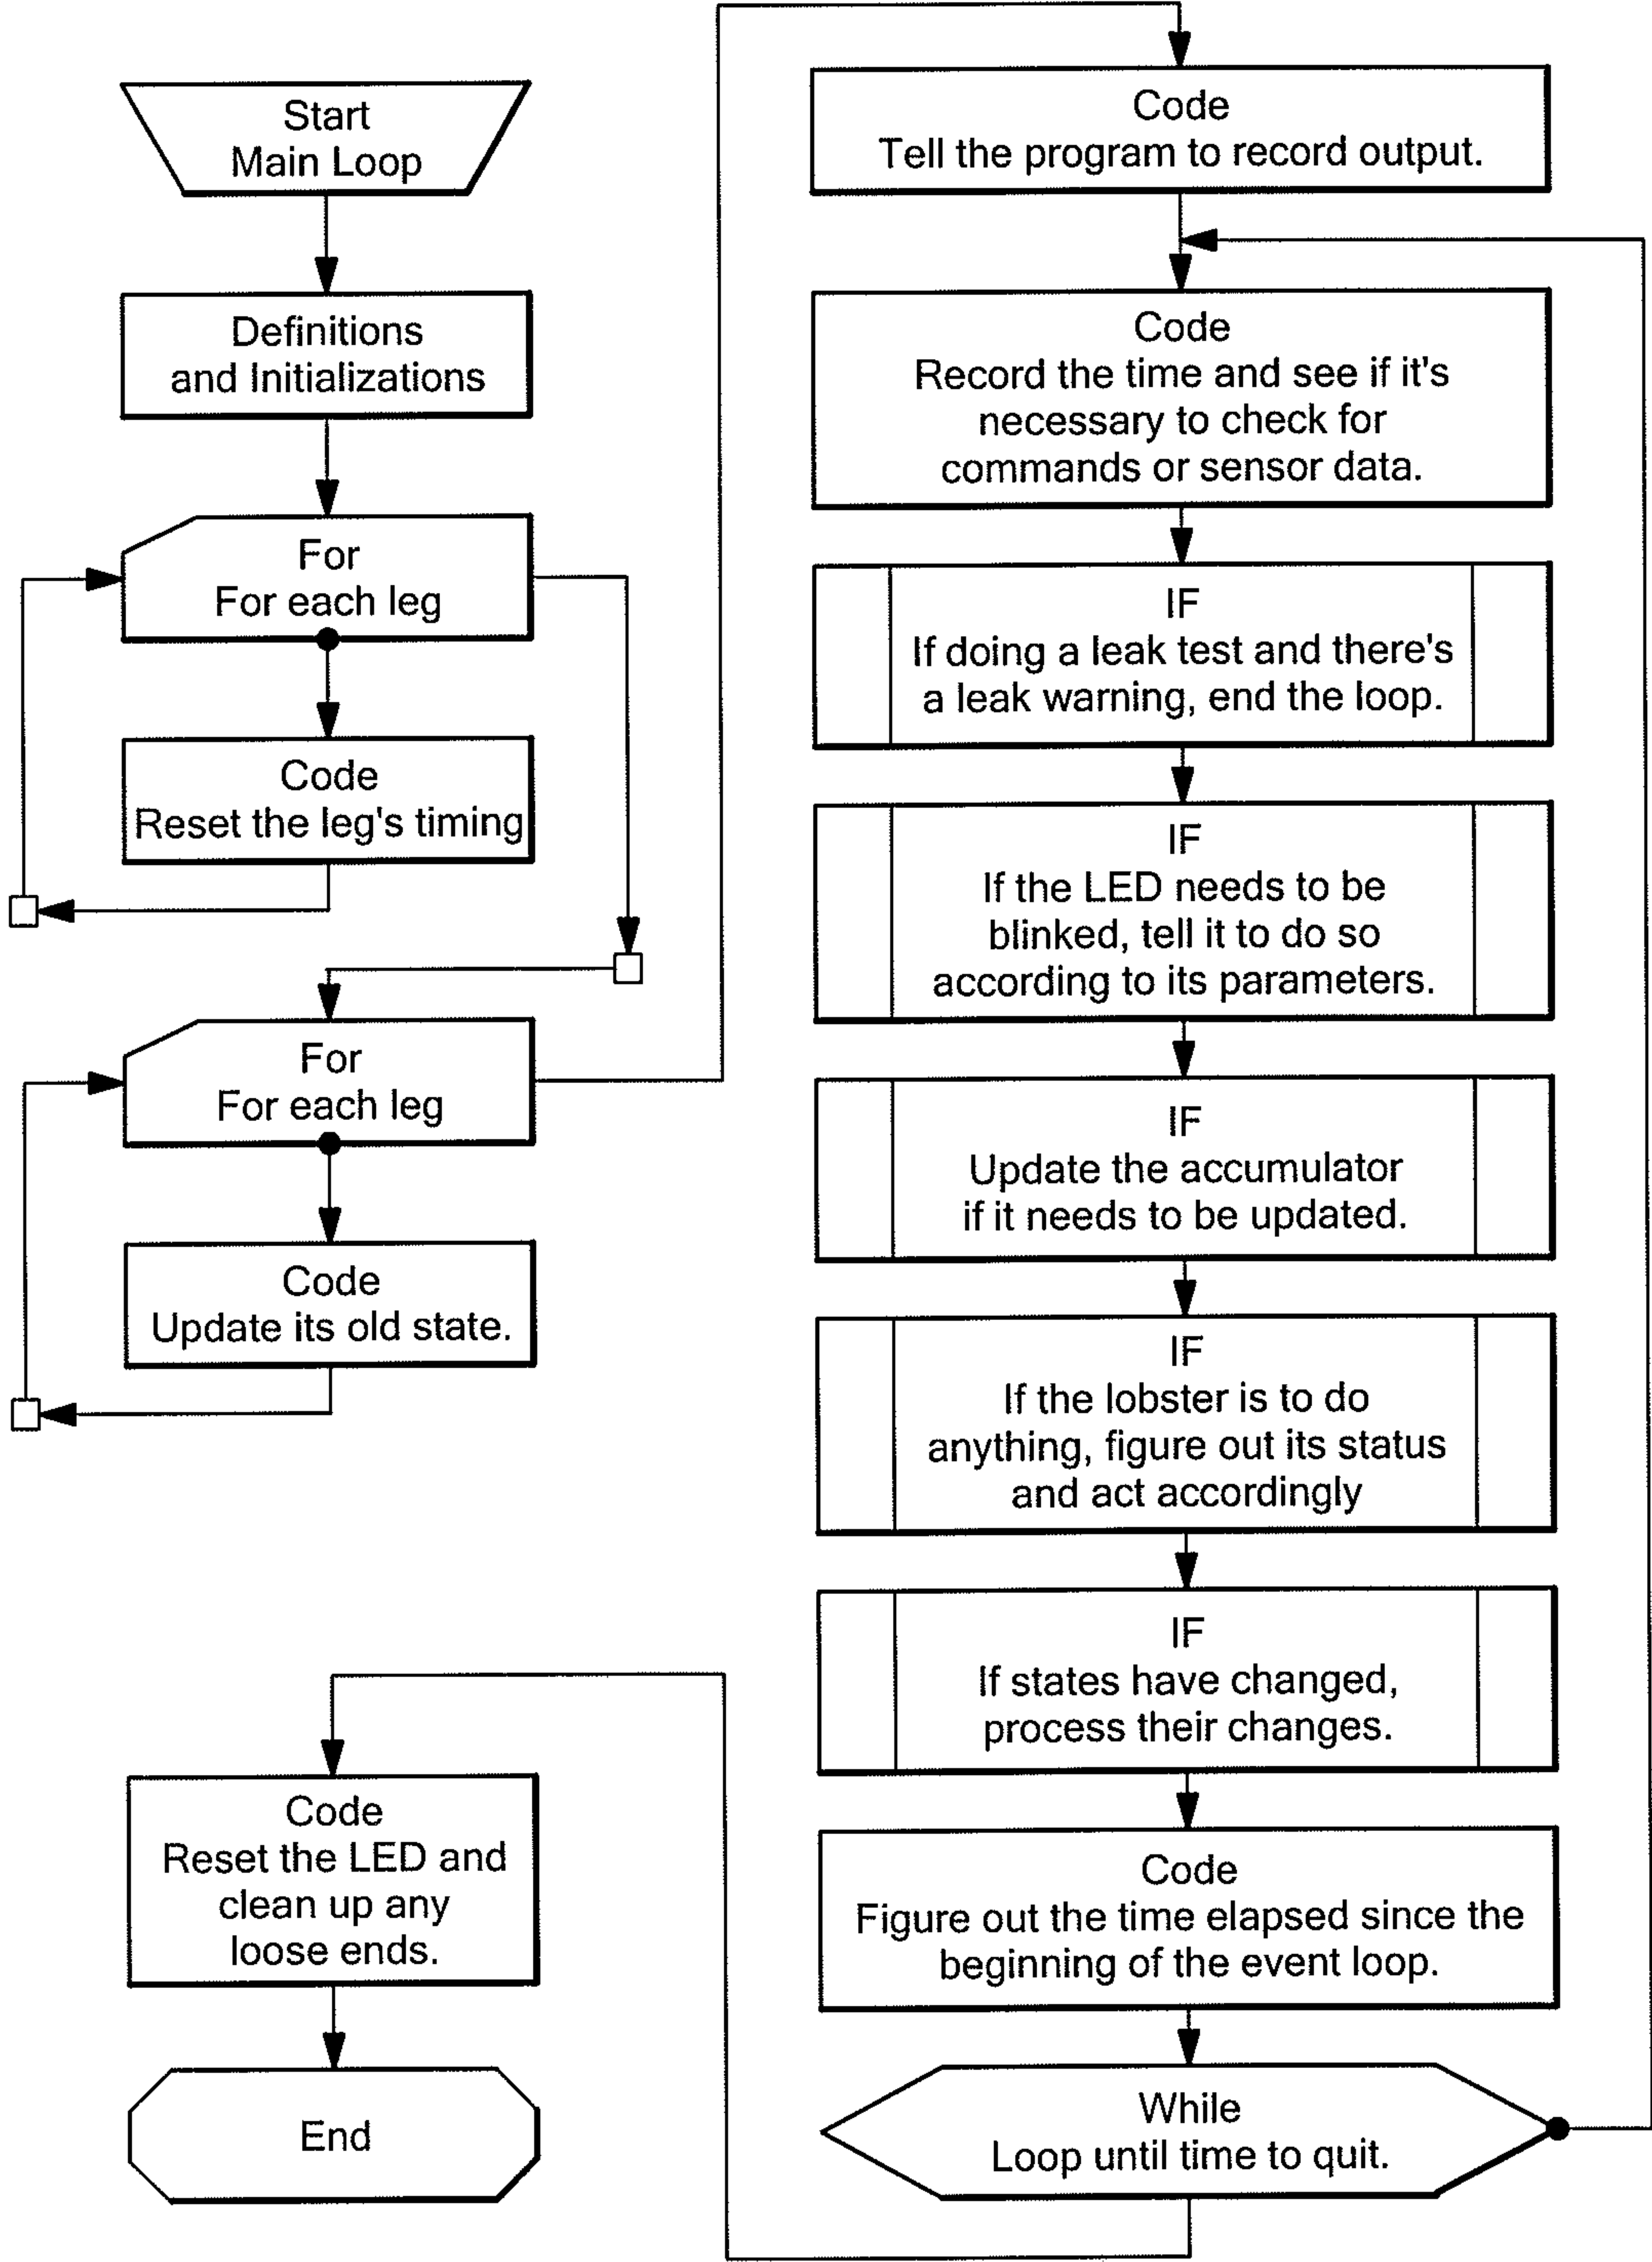 Start
Main Loop
Definitions
and Initializations
For
For each leg
Code
Reset the leg's timing
For
For each leg
Code
Update its old state.
Code
Tell the program to record output.
Code
Record the time and see if it's
necessary to check for
commands or sensor data.
IF
If doing a leak test and there's
a leak warning, end the loop.
IF
If the LED needs to be
blinked, tell it to do so
according to its parameters.
IF
Update the accumulator
if it needs to be updated.
IF
If the lobster is to do
anything, figure out its status
and act accordingly
IF
If states have changed,
process their changes.
Code
Figure out the time elapsed since the
beginning of the event loop.
While
Loop until time to quit.
Code
Reset the LED and
clean up any
loose ends.
End